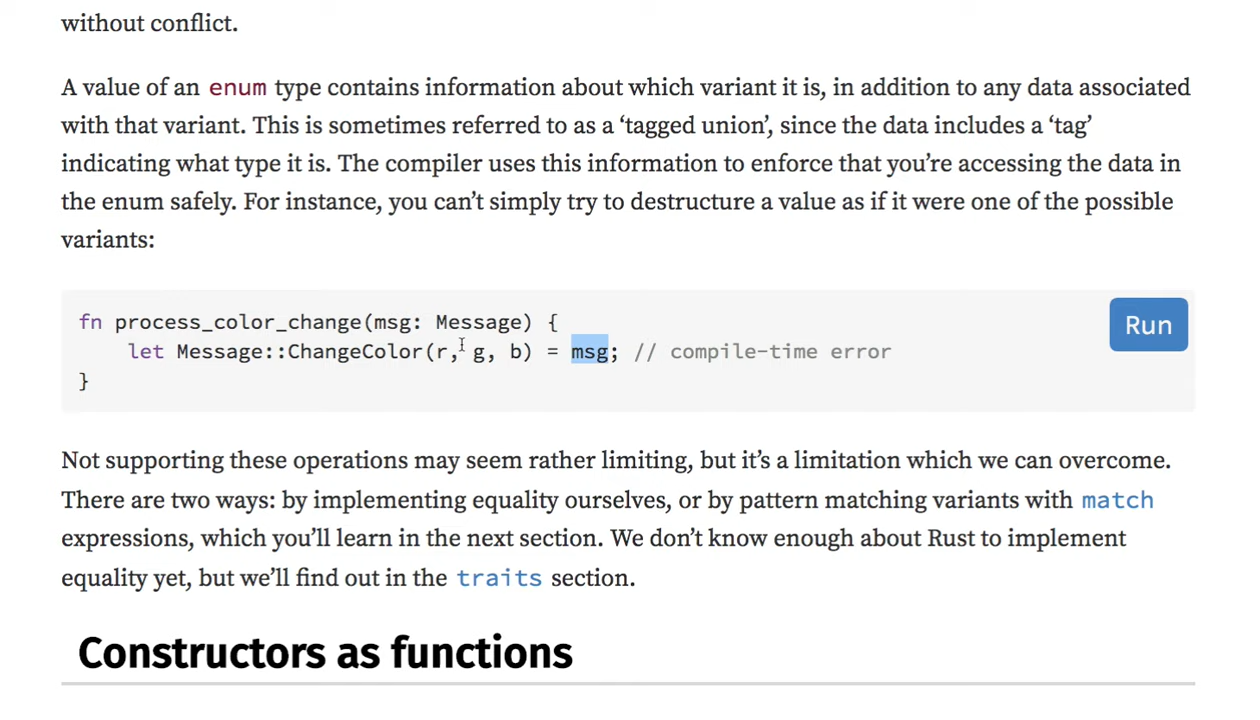 without conflict.
A value of an enum type contains information about which variant it is, in addition to any data associated
with that variant. This is sometimes referred to as a ‘tagged union’, since the data includes a ‘tag’
indicating what type it is. The compiler uses this information to enforce that you’re accessing the data in
the enum safely. For instance, you can’t simply try to destructure a value as if it were one of the possible
variants:
fn process_color_change(msg: Message) {
    let Message::ChangeColor(r, g, b) = msg; // compile-time error
}
Run
Not supporting these operations may seem rather limiting, but it’s a limitation which we can overcome.
There are two ways: by implementing equality ourselves, or by pattern matching variants with match
expressions, which you’ll learn in the next section. We don’t know enough about Rust to implement
equality yet, but we’ll find out in the traits section.
Constructors as functions